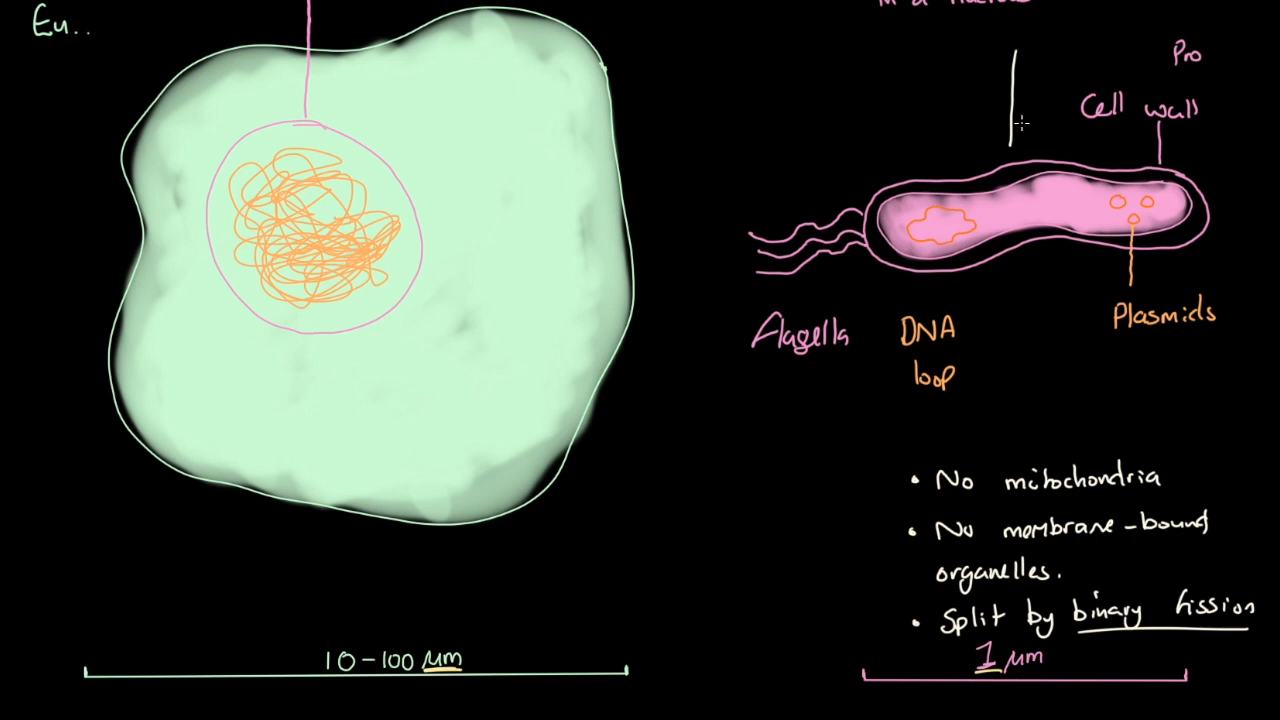 Eu..
Pro
Cell wall
Flagella
DNA
loop
Plasmids
• No mitochondria
• No membrane-bound
organelles.
• Split by binary fission
10-100 μm
1 μm